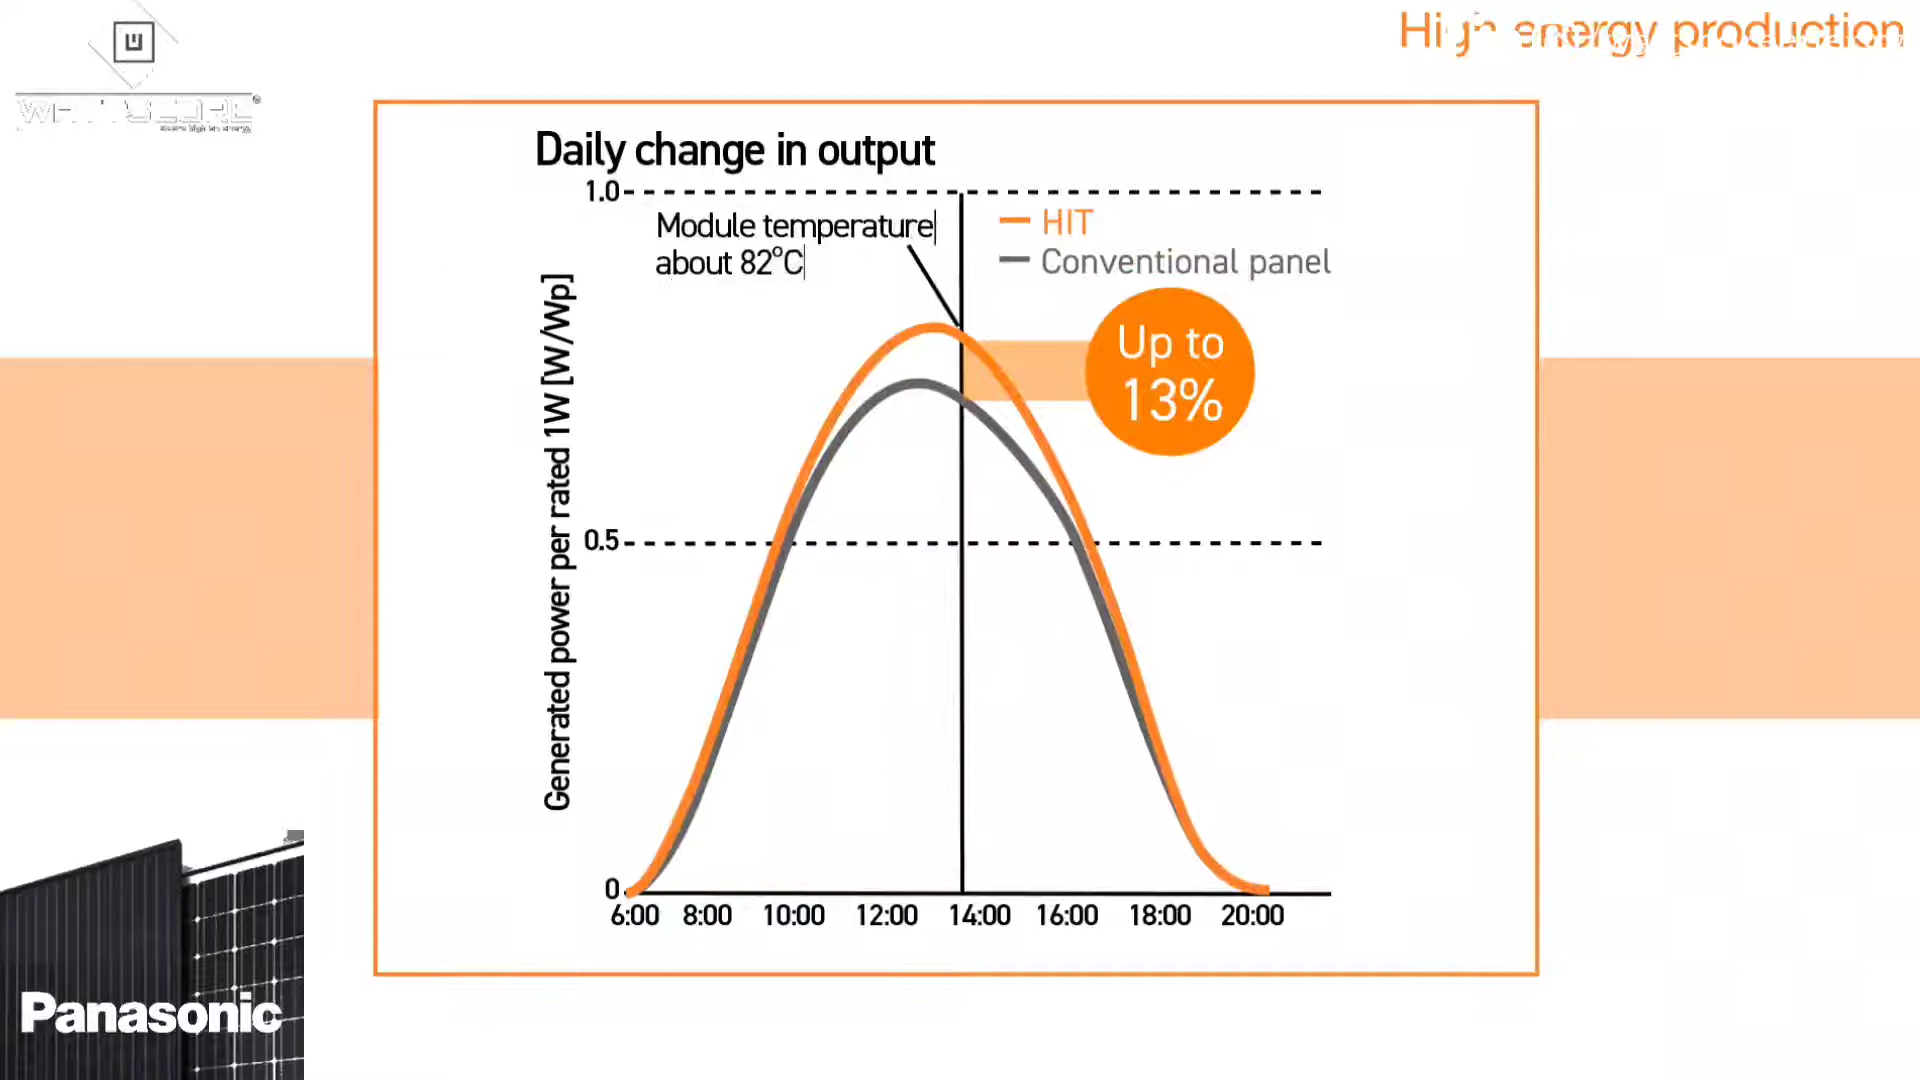 High energy production
WATTSCORE®
Daily change in output
1.0
Module temperature
about 82°C
HIT
Conventional panel
Up to
13%
Generated power per rated 1W [W/Wp]
0.5
0
6:00 8:00 10:00 12:00 14:00 16:00 18:00 20:00
Panasonic